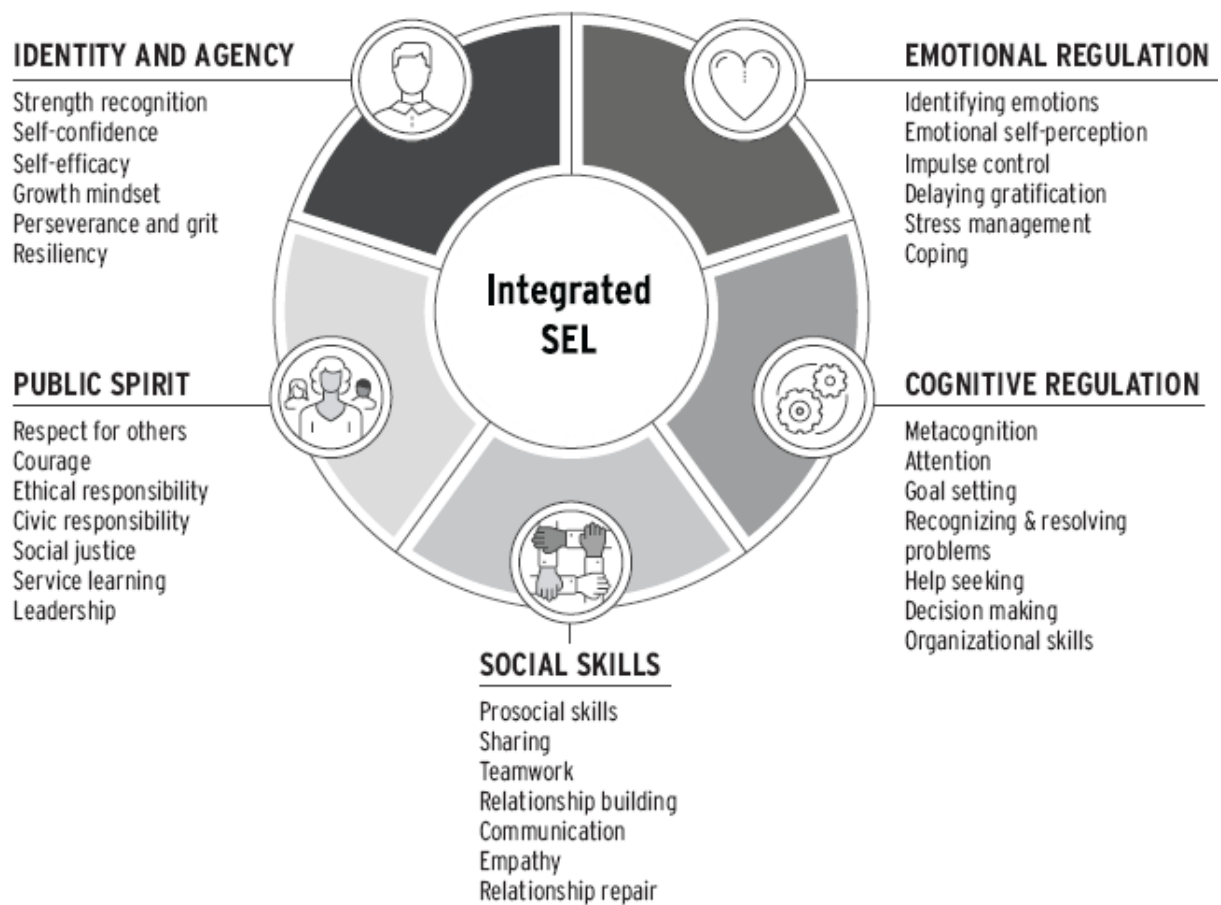 IDENTITY AND AGENCY
Strength recognition
Self-confidence
Self-efficacy
Growth mindset
Perseverance and grit
Resiliency
EMOTIONAL REGULATION
Identifying emotions
Emotional self-perception
Impulse control
Delaying gratification
Stress management
Coping
Integrated
SEL
PUBLIC SPIRIT
Respect for others
Courage
Ethical responsibility
Civic responsibility
Social justice
Service learning
Leadership
COGNITIVE REGULATION
Metacognition
Attention
Goal setting
Recognizing & resolving
problems
Help seeking
Decision making
Organizational skills
SOCIAL SKILLS
Prosocial skills
Sharing
Teamwork
Relationship building
Communication
Empathy
Relationship repair